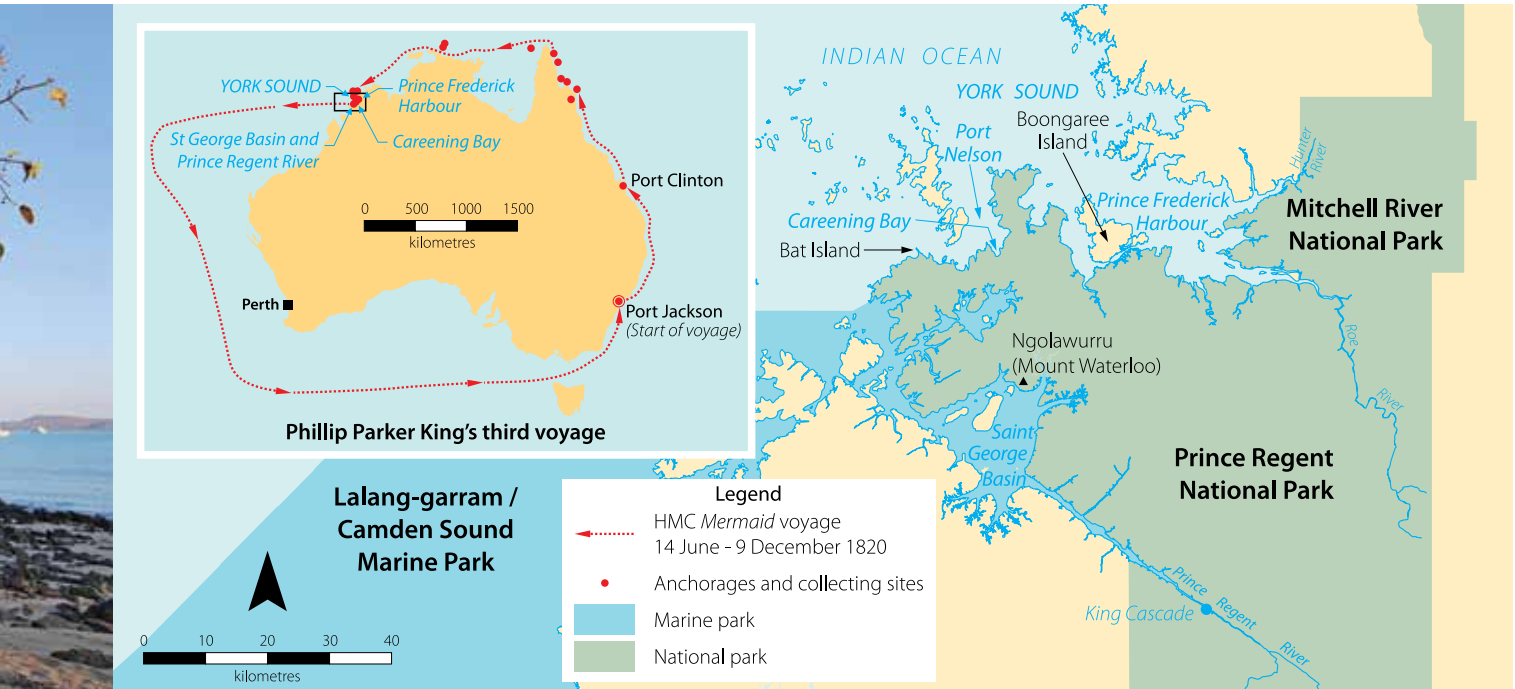 YORK SOUND
Prince Frederick
Harbour
St George Basin and
Prince Regent River
Careening Bay
Port Clinton
0 500 1000 1500
kilometres
Perth
Port Jackson
(Start of voyage)
Phillip Parker King's third voyage
INDIAN OCEAN
YORK SOUND
Port
Nelson
Boongaree
Island
Hunter
River
Careening Bay
Prince Frederick
Harbour
Mitchell River
National Park
Bat Island
Roe
River
Ngolawurru
(Mount Waterloo)
Saint
George
Basin
Prince Regent
National Park
Lalang-garram /
Camden Sound
Marine Park
Legend
HMC Mermaid voyage
14 June - 9 December 1820
Anchorages and collecting sites
Marine park
National park
Prince Regent
River
King Cascade
0 10 20 30 40
kilometres